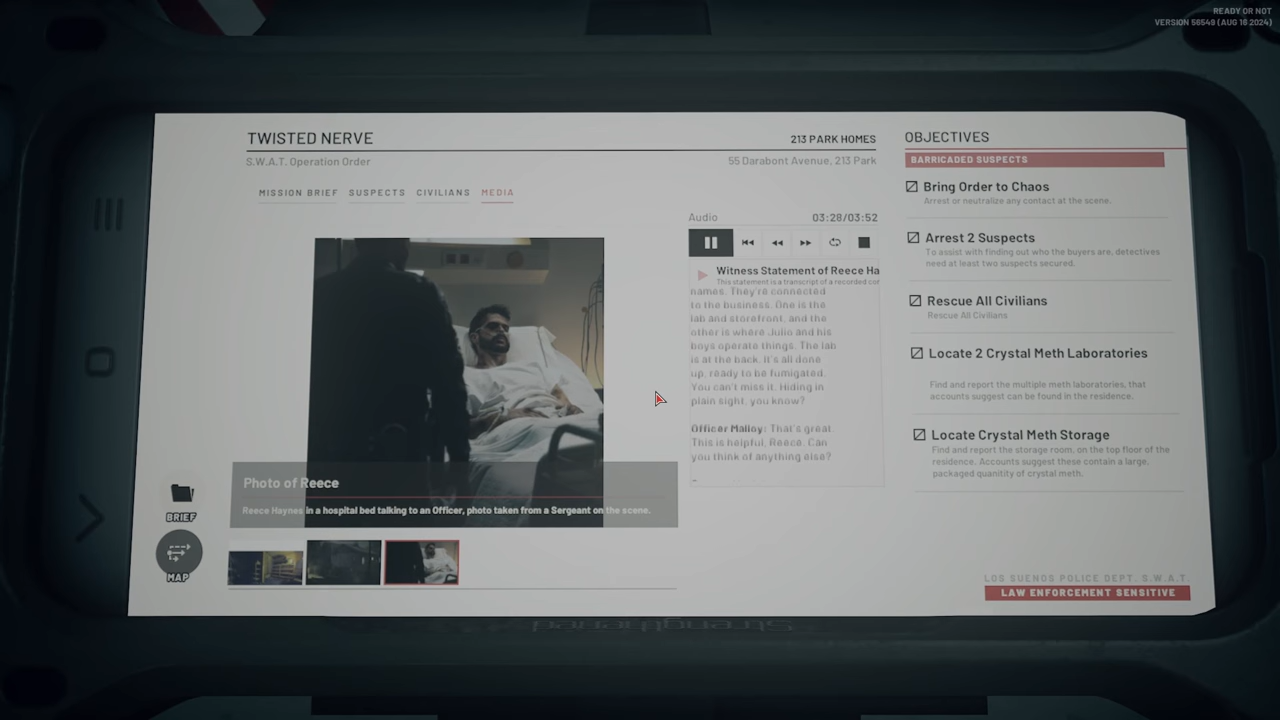 READY OR NOT
VERSION 58549 (AUG 16 2024)
TWISTED NERVE
213 PARK HOMES
S.W.A.T. Operation Order
55 Darabont Avenue, 213 Park
MISSION BRIEF
SUSPECTS
CIVILIANS
MEDIA
Audio
03:28/03:52
Witness Statement of Reece Ha
This statement is a transcript of a recorded cor
names. They're connected
to the business. One is the
lab and storefront, and the
other is where Julio and his
boys operate things. The lab
is at the back. It's all done
up, ready to be fumigated.
You can't miss it. Hiding in
plain sight, you know?
Officer Malloy: That's great.
This is helpful, Reece. Can
you think of anything else?
–
Photo of Reece
Reece Haynes in a hospital bed talking to an Officer, photo taken from a Sergeant on the scene.
BRIEF
MAP
OBJECTIVES
BARRICADED SUSPECTS
Bring Order to Chaos
Arrest or neutralize any contact at the scene.
Arrest 2 Suspects
To assist with finding out who the buyers are, detectives
need at least two suspects secured.
Rescue All Civilians
Rescue All Civilians
Locate 2 Crystal Meth Laboratories
Find and report the multiple meth laboratories, that
accounts suggest can be found in the residence.
Locate Crystal Meth Storage
Find and report the storage room, on the top floor of the
residence. Accounts suggest these contain a large,
packaged quanitity of crystal meth.
LOS SUENOS POLICE DEPT. S.W.A.T
LAW ENFORCEMENT SENSITIVE